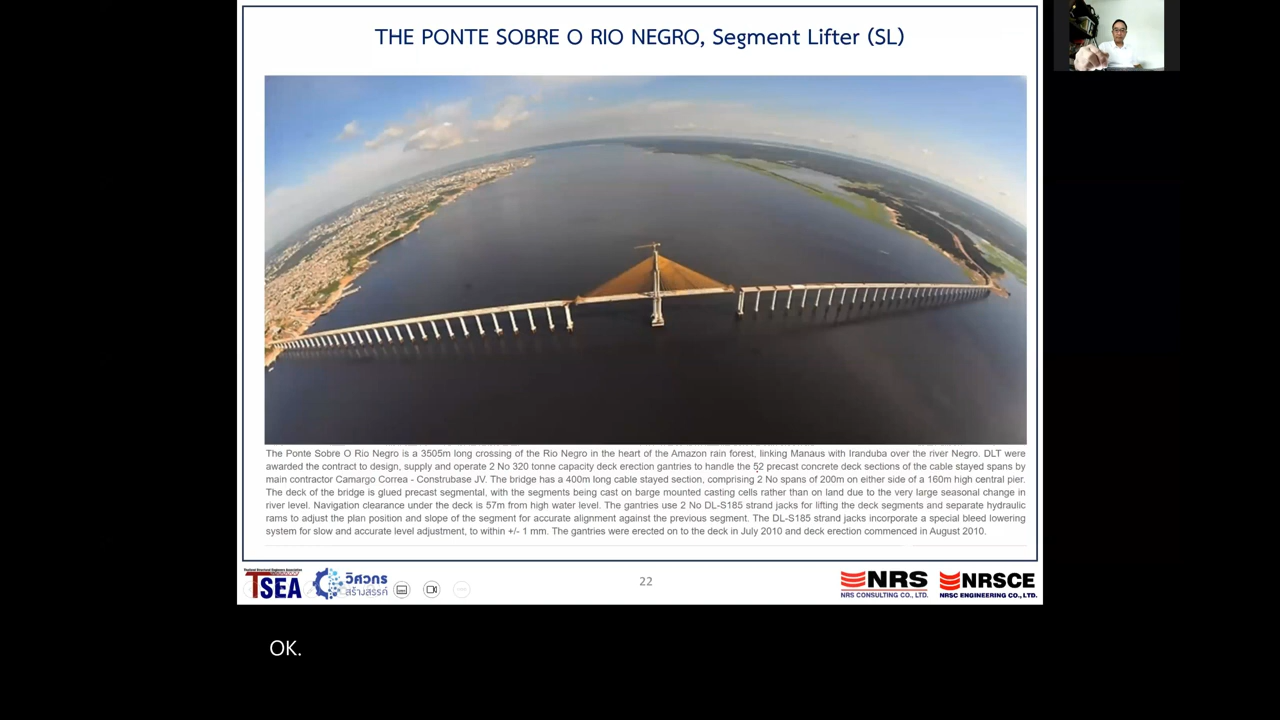 THE PONTE SOBRE O RIO NEGRO, Segment Lifter (SL)
The Ponte Sobre O Rio Negro is a 3505m long crossing of the Rio Negro in the heart of the Amazon rain forest, linking Manaus with Iranduba over the river Negro. DLT were
awarded the contract to design, supply and operate 2 No 320 tonne capacity deck erection gantries to handle the 52 precast concrete deck sections of the cable stayed spans by
main contractor Camargo Correa - Construbase JV. The bridge has a 400m long cable stayed section, comprising 2 No spans of 200m on either side of a 160m high central pier.
The deck of the bridge is glued precast segmental, with the segments being cast on barge mounted casting cells rather than on land due to the very large seasonal change in
river level. Navigation clearance under the deck is 57m from high water level. The gantries use 2 No DL-S185 strand jacks for lifting the deck segments and separate hydraulic
rams to adjust the plan position and slope of the segment for accurate alignment against the previous segment. The DL-S185 strand jacks incorporate a special bleed lowering
system for slow and accurate level adjustment, to within +/- 1 mm. The gantries were erected on to the deck in July 2010 and deck erection commenced in August 2010.
Thailand Structural Engineers Association
TSEA
วิศวกร
สร้างสรรค์
22
NRS
NRS CONSULTING CO., LTD.
NRSCE
NRSC ENGINEERING CO., LTD.
OK.